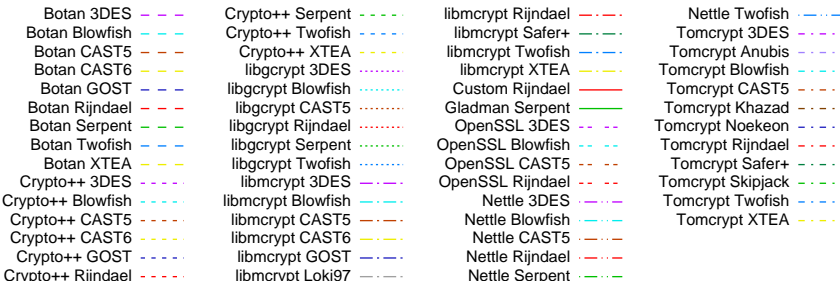 Botan 3DES
Botan Blowfish
Botan CAST5
Botan CAST6
Botan GOST
Botan Rijndael
Botan Serpent
Botan Twofish
Botan XTEA
Crypto++ 3DES
Crypto++ Blowfish
Crypto++ CAST5
Crypto++ CAST6
Crypto++ GOST
Crypto++ Rijndael
Crypto++ Serpent
Crypto++ Twofish
Crypto++ XTEA
libgcrypt 3DES
libgcrypt Blowfish
libgcrypt CAST5
libgcrypt Rijndael
libgcrypt Serpent
libgcrypt Twofish
libmcrypt 3DES
libmcrypt Blowfish
libmcrypt CAST5
libmcrypt CAST6
libmcrypt GOST
libmcrypt Loki97
libmcrypt Rijndael
libmcrypt Safer+
libmcrypt Twofish
libmcrypt XTEA
Custom Rijndael
Gladman Serpent
OpenSSL 3DES
OpenSSL Blowfish
OpenSSL CAST5
OpenSSL Rijndael
Nettle 3DES
Nettle Blowfish
Nettle CAST5
Nettle Rijndael
Nettle Serpent
Nettle Twofish
Tomcrypt 3DES
Tomcrypt Anubis
Tomcrypt Blowfish
Tomcrypt CAST5
Tomcrypt Khazad
Tomcrypt Noekeon
Tomcrypt Rijndael
Tomcrypt Safer+
Tomcrypt Skipjack
Tomcrypt Twofish
Tomcrypt XTEA